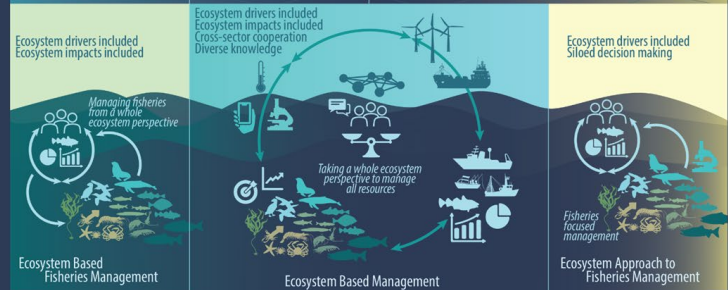 Ecosystem drivers included
Ecosystem impacts included
Managing fisheries
from a whole
ecosystem perspective
Ecosystem Based
Fisheries Management
Ecosystem drivers included
Ecosystem impacts included
Cross-sector cooperation
Diverse knowledge
Taking a whole ecosystem
perspective to manage
all resources
Ecosystem Based Management
Ecosystem drivers included
Siloed decision making
Fisheries
focused
management
Ecosystem Approach to
Fisheries Management